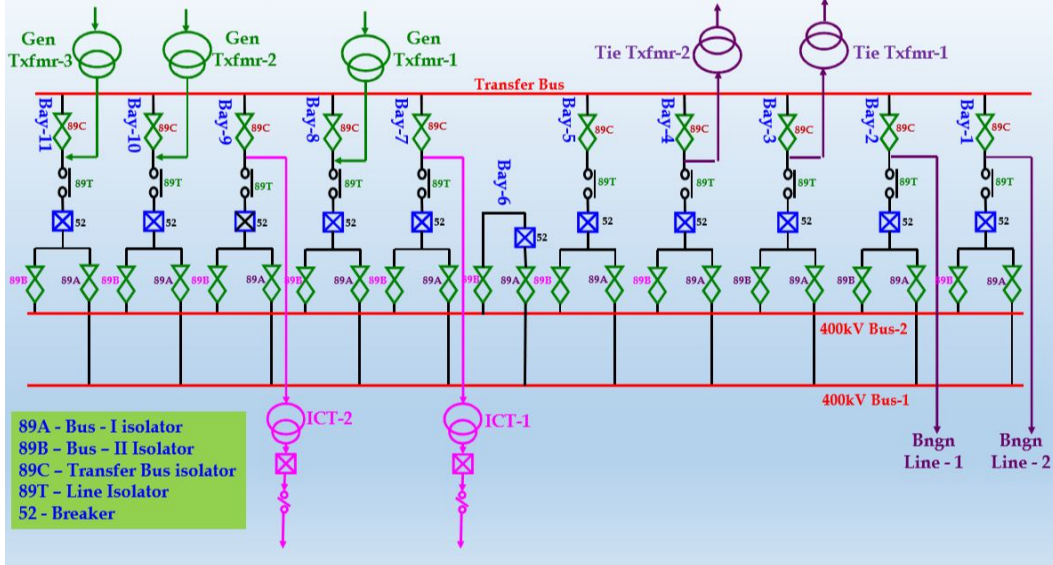 Gen
Txfmr-3
Gen
Txfmr-2
Gen
Txfmr-1
Tie Txfmr-2
Tie Txfmr-1
Transfer Bus
Bay-11
Bay-10
Bay-9
Bay-8
Bay-7
Bay-6
Bay-5
Bay-4
Bay-3
Bay-2
Bay-1
89C
89C
89C
89C
89C
89C
89C
89C
89C
89C
89T
89T
89T
89T
89T
89T
89T
89T
89T
89T
52
52
52
52
52
52
52
52
52
52
52
89B
89A
89B
89A
89B
89A
89B
89A
89B
89A
89B
89A
89B
89A
89B
89A
89B
89A
89B
89A
89B
89A
400kV Bus-2
400kV Bus-1
ICT-2
ICT-1
Bngn
Line - 1
Bngn
Line - 2
89A - Bus - I isolator
89B – Bus – II Isolator
89C – Transfer Bus isolator
89T – Line Isolator
52 - Breaker